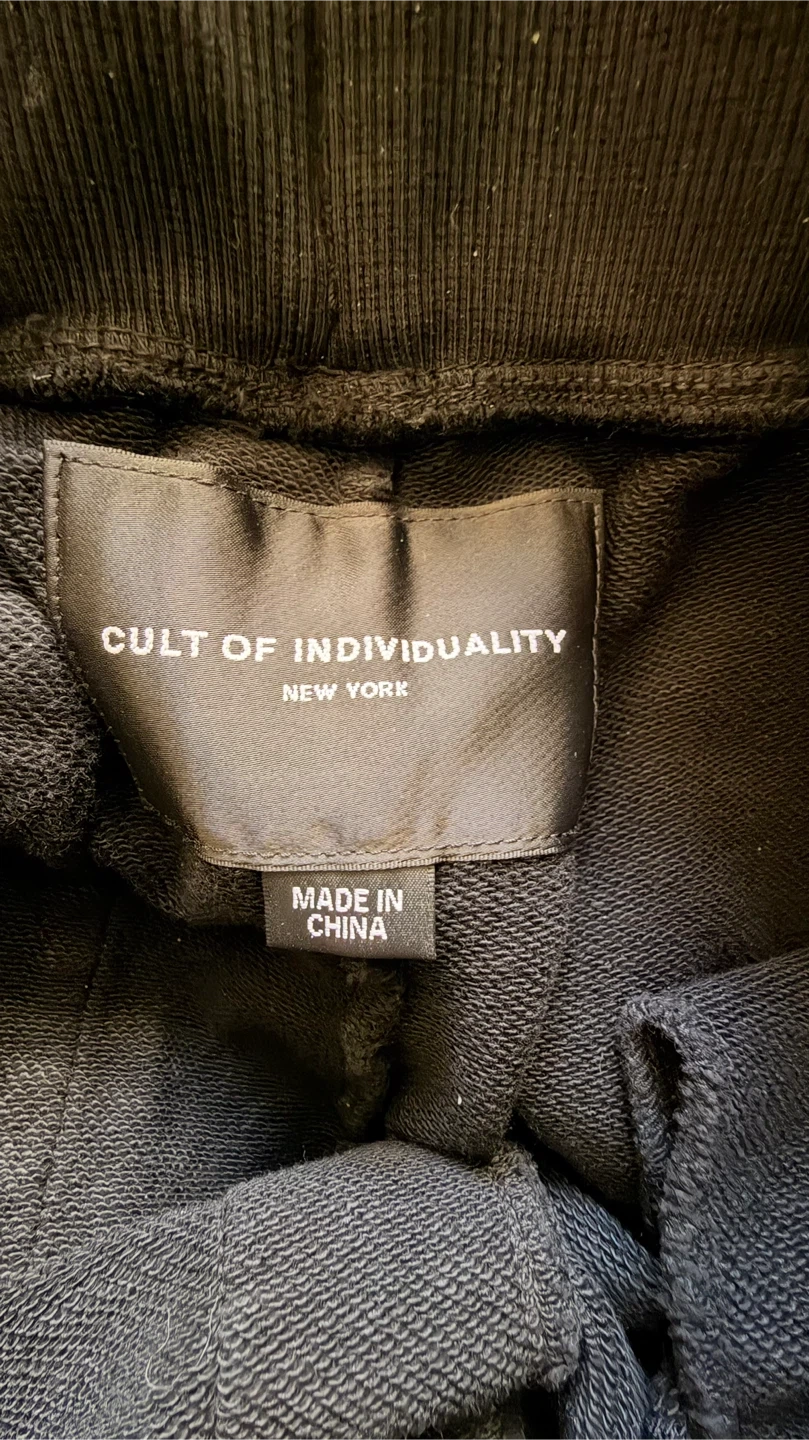 CULT OF INDIVIDUALITY
NEW YORK
MADE IN
CHINA